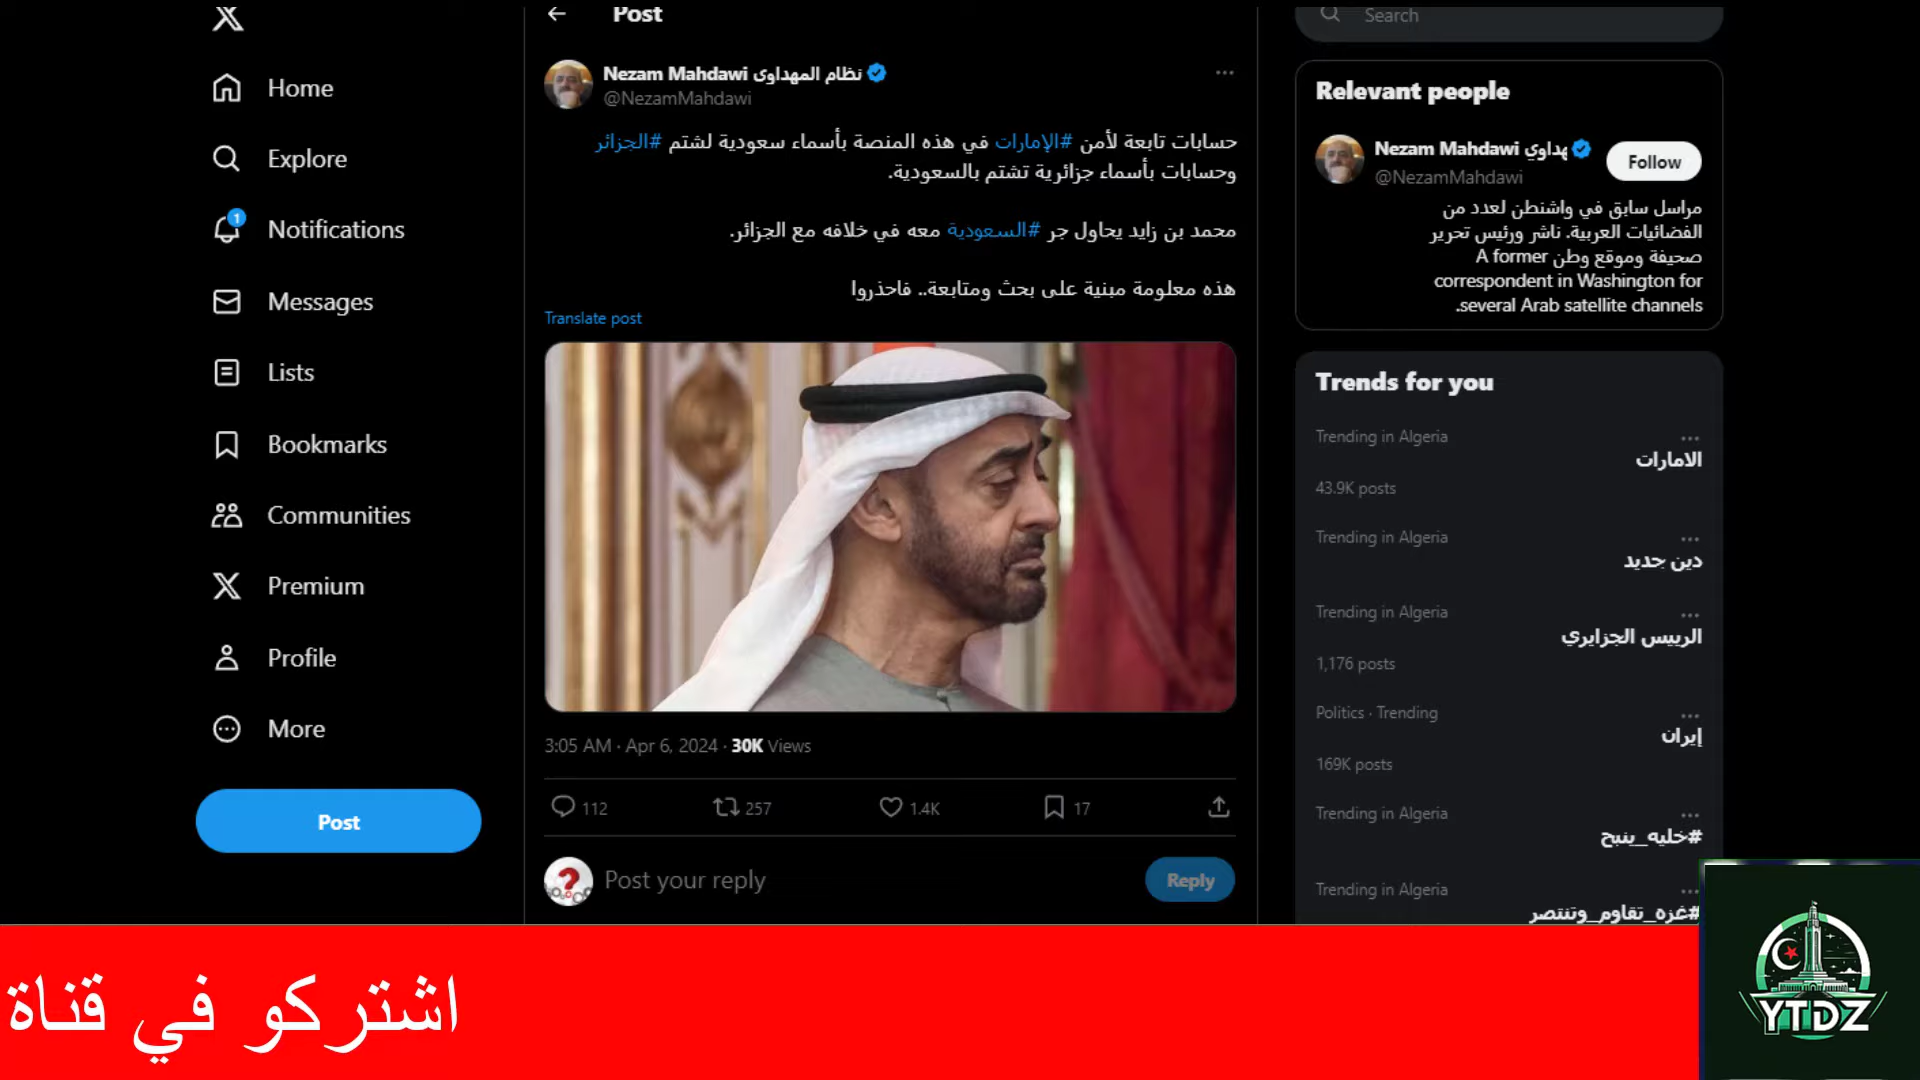 Home
Explore
1
Notifications
Messages
Lists
Bookmarks
Communities
Premium
Profile
More
Post
Post
Nezam Mahdawi نظام المهداوي
@NezamMahdawi
حسابات تابعة لأمن #الإمارات في هذه المنصة بأسماء سعودية لشتم #الجزائر
وحسابات بأسماء جزائرية تشتم بالسعودية.
محمد بن زايد يحاول جر #السعودية معه في خلافه مع الجزائر.
هذه معلومة مبنية على بحث ومتابعة.. فاحذروا
Translate post
3:05 AM · Apr 6, 2024 · 30K Views
112 257 1.4K 17
Post your reply
Reply
Search
Relevant people
Nezam Mahdawi هداوي
@NezamMahdawi
Follow
مراسل سابق في واشنطن لعدد من
الفضائيات العربية. ناشر ورئيس تحرير
صحيفة وموقع وطن A former
correspondent in Washington for
several Arab satellite channels.
Trends for you
Trending in Algeria
الامارات
43.9K posts
Trending in Algeria
دين جديد
Trending in Algeria
الرييس الجزايري
1,176 posts
Politics · Trending
إيران
169K posts
Trending in Algeria
#خليه_ينبح
Trending in Algeria
#غزه_تقاوم_وتنتصر
اشتركو في قناة
YTDZ